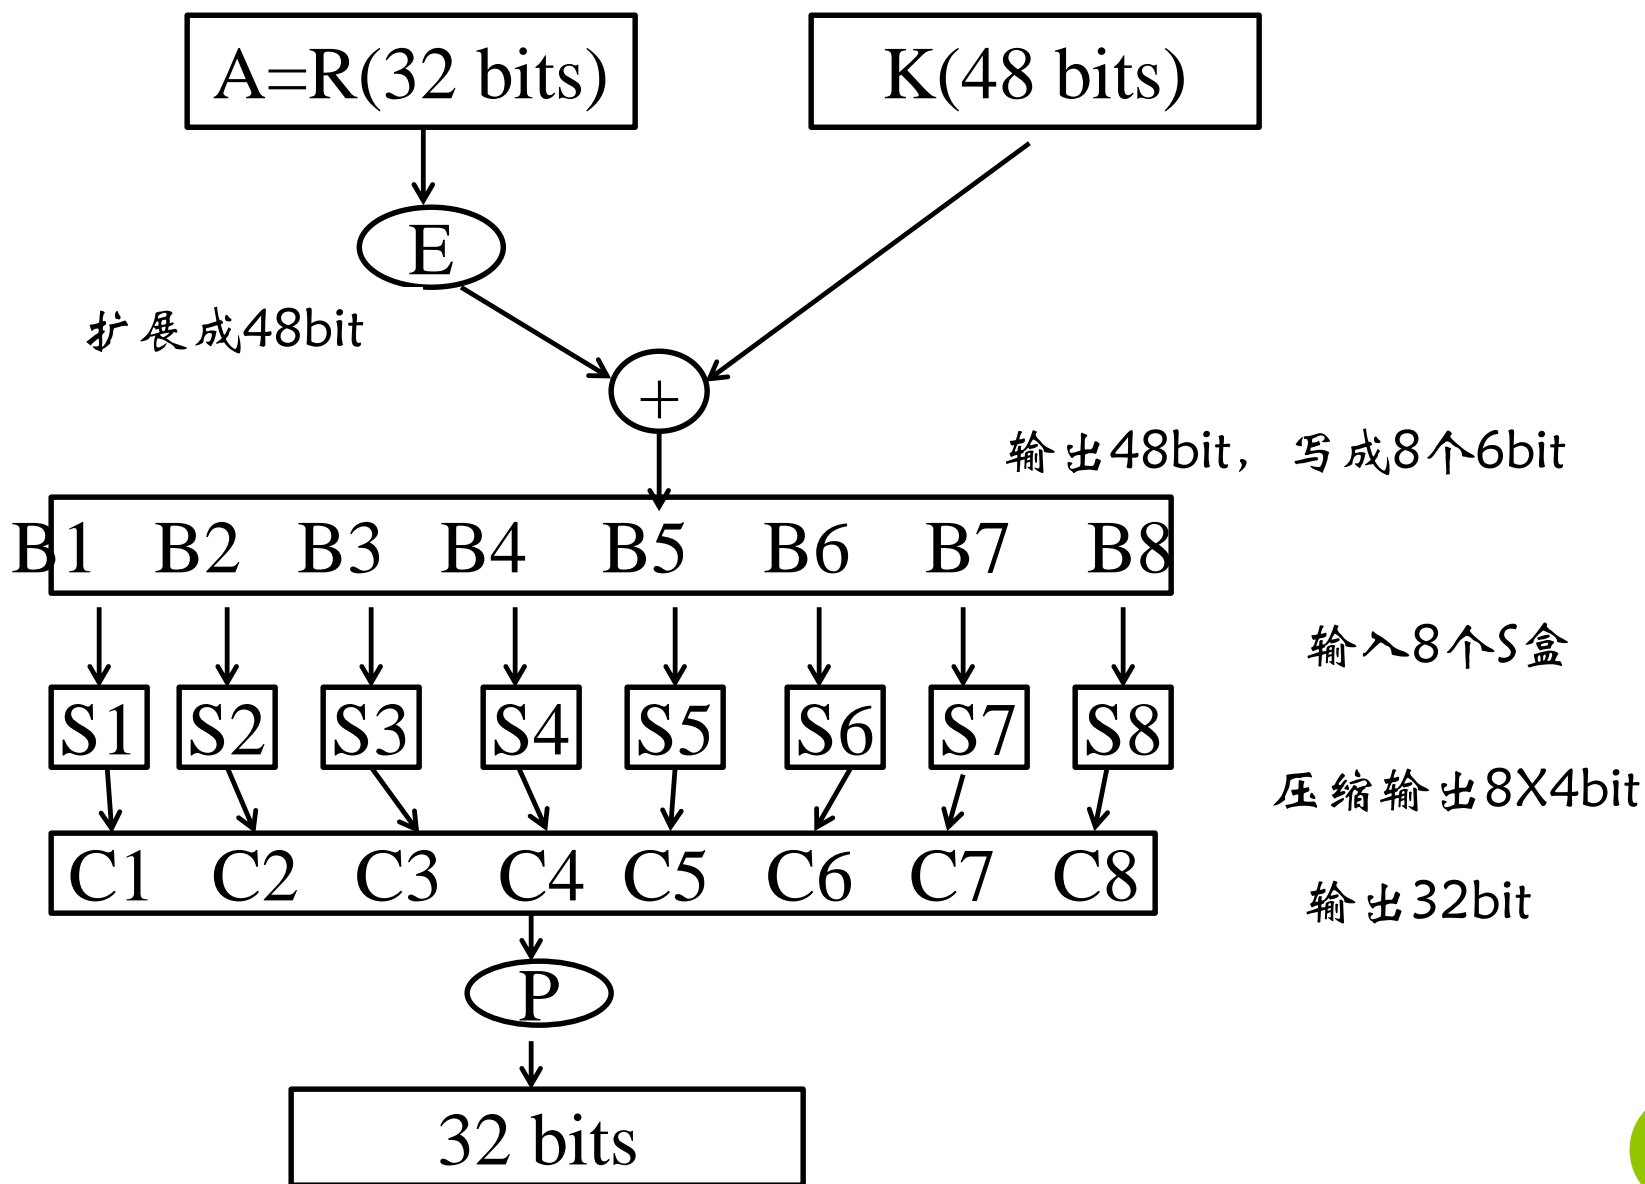 A=R(32 bits) K(48 bits)
E
扩展成48bit
+
输出48bit，写成8个6bit
B1 B2 B3 B4 B5 B6 B7 B8
输入8个S盒
S1 S2 S3 S4 S5 S6 S7 S8
压缩输出8X4bit
C1 C2 C3 C4 C5 C6 C7 C8
输出32bit
P
32 bits